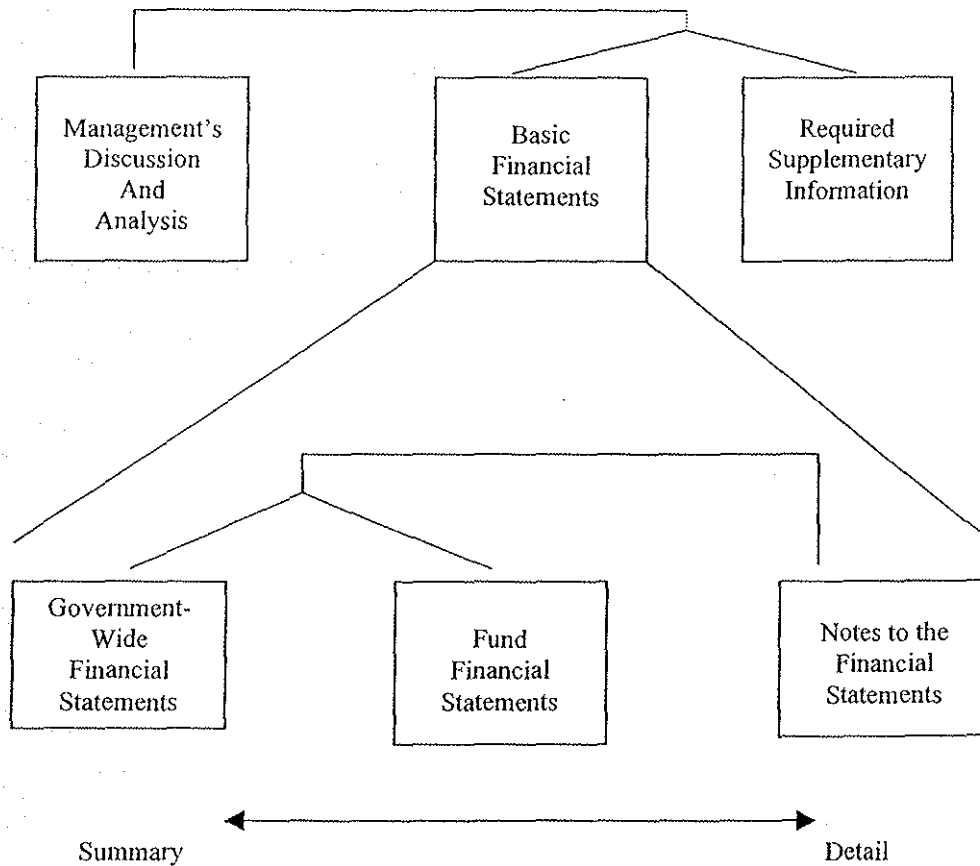 Management's
Discussion
And
Analysis
Basic
Financial
Statements
Required
Supplementary
Information
Government-
Wide
Financial
Statements
Fund
Financial
Statements
Notes to the
Financial
Statements
Summary
Detail